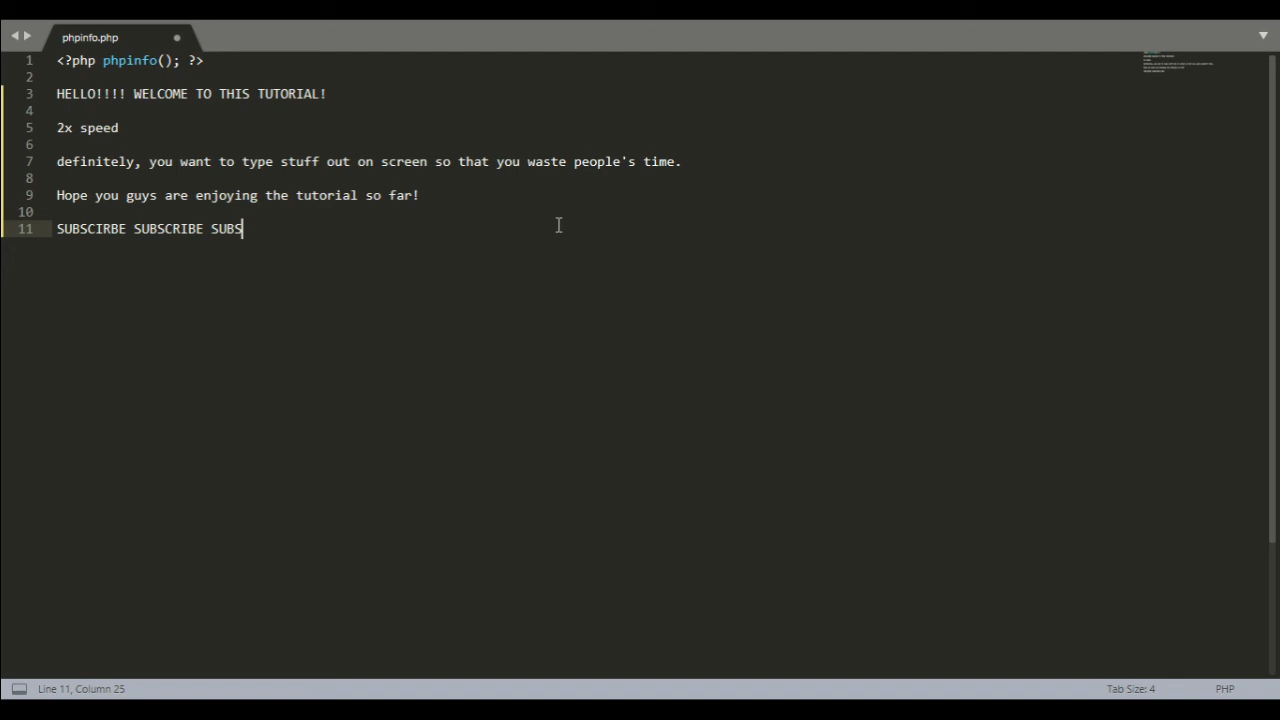 phpinfo.php
1 <?php phpinfo(); ?>
2
3 HELLO!!!! WELCOME TO THIS TUTORIAL!
4
5 2x speed
6
7 definitely, you want to type stuff out on screen so that you waste people's time.
8
9 Hope you guys are enjoying the tutorial so far!
10
11 SUBSCIRBE SUBSCRIBE SUBS
Line 11, Column 25 Tab Size: 4 PHP